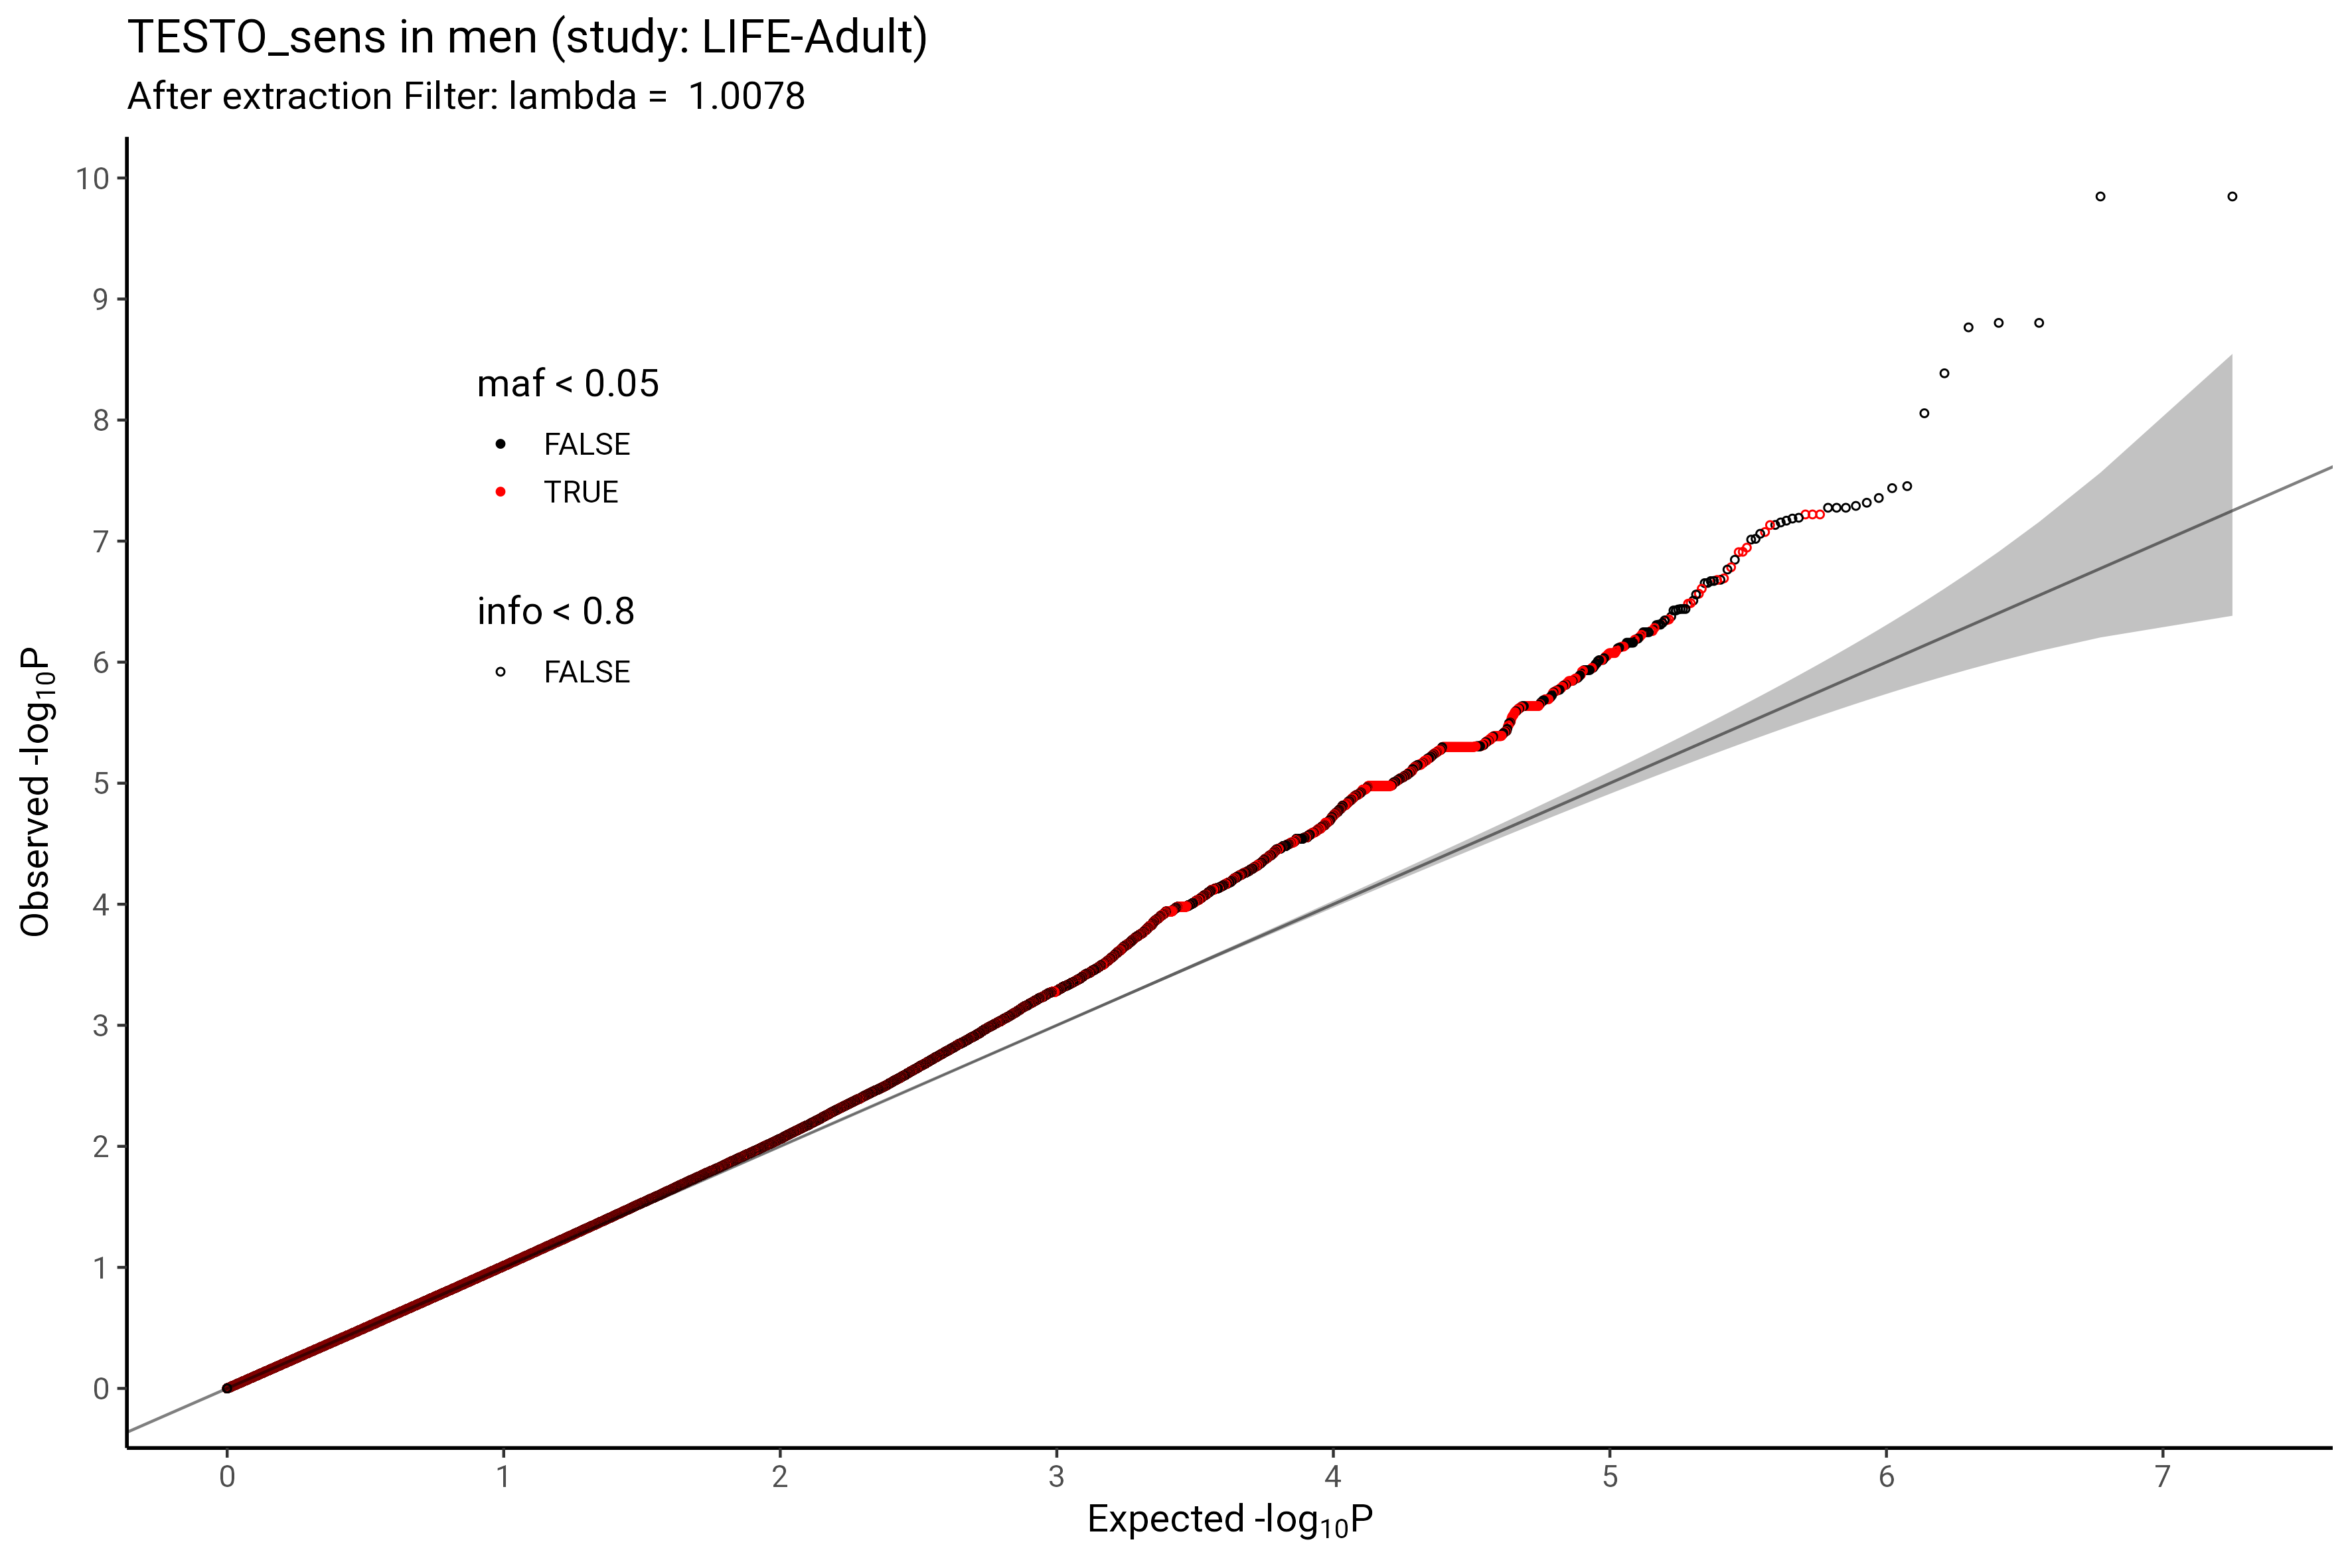 TESTO_sens in men (study: LIFE-Adult)
After extraction Filter: lambda =  1.0078
10
9
8
7
6
5
4
3
2
1
0
Observed -log10P
maf < 0.05
FALSE
TRUE
info < 0.8
FALSE
0 1 2 3 4 5 6 7
Expected -log10P